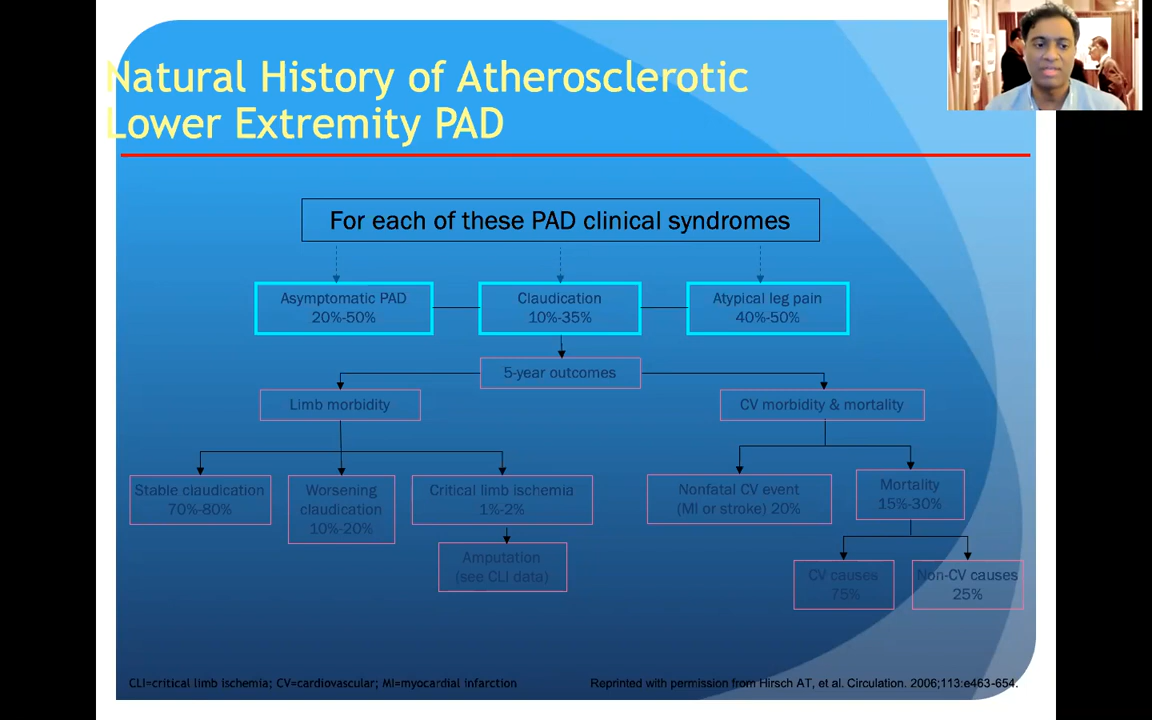 Natural History of Atherosclerotic
Lower Extremity PAD
For each of these PAD clinical syndromes
Asymptomatic PAD
20%-50%
Claudication
10%-35%
Atypical leg pain
40%-50%
5-year outcomes
Limb morbidity
CV morbidity & mortality
Stable claudication
70%-80%
Worsening
claudication
10%-20%
Critical limb ischemia
1%-2%
Nonfatal CV event
(MI or stroke) 20%
Mortality
15%-30%
Amputation
(see CLI data)
CV causes
75%
Non-CV causes
25%
CLI=critical limb ischemia; CV=cardiovascular; MI=myocardial infarction
Reprinted with permission from Hirsch AT, et al. Circulation. 2006;113:e463-654.